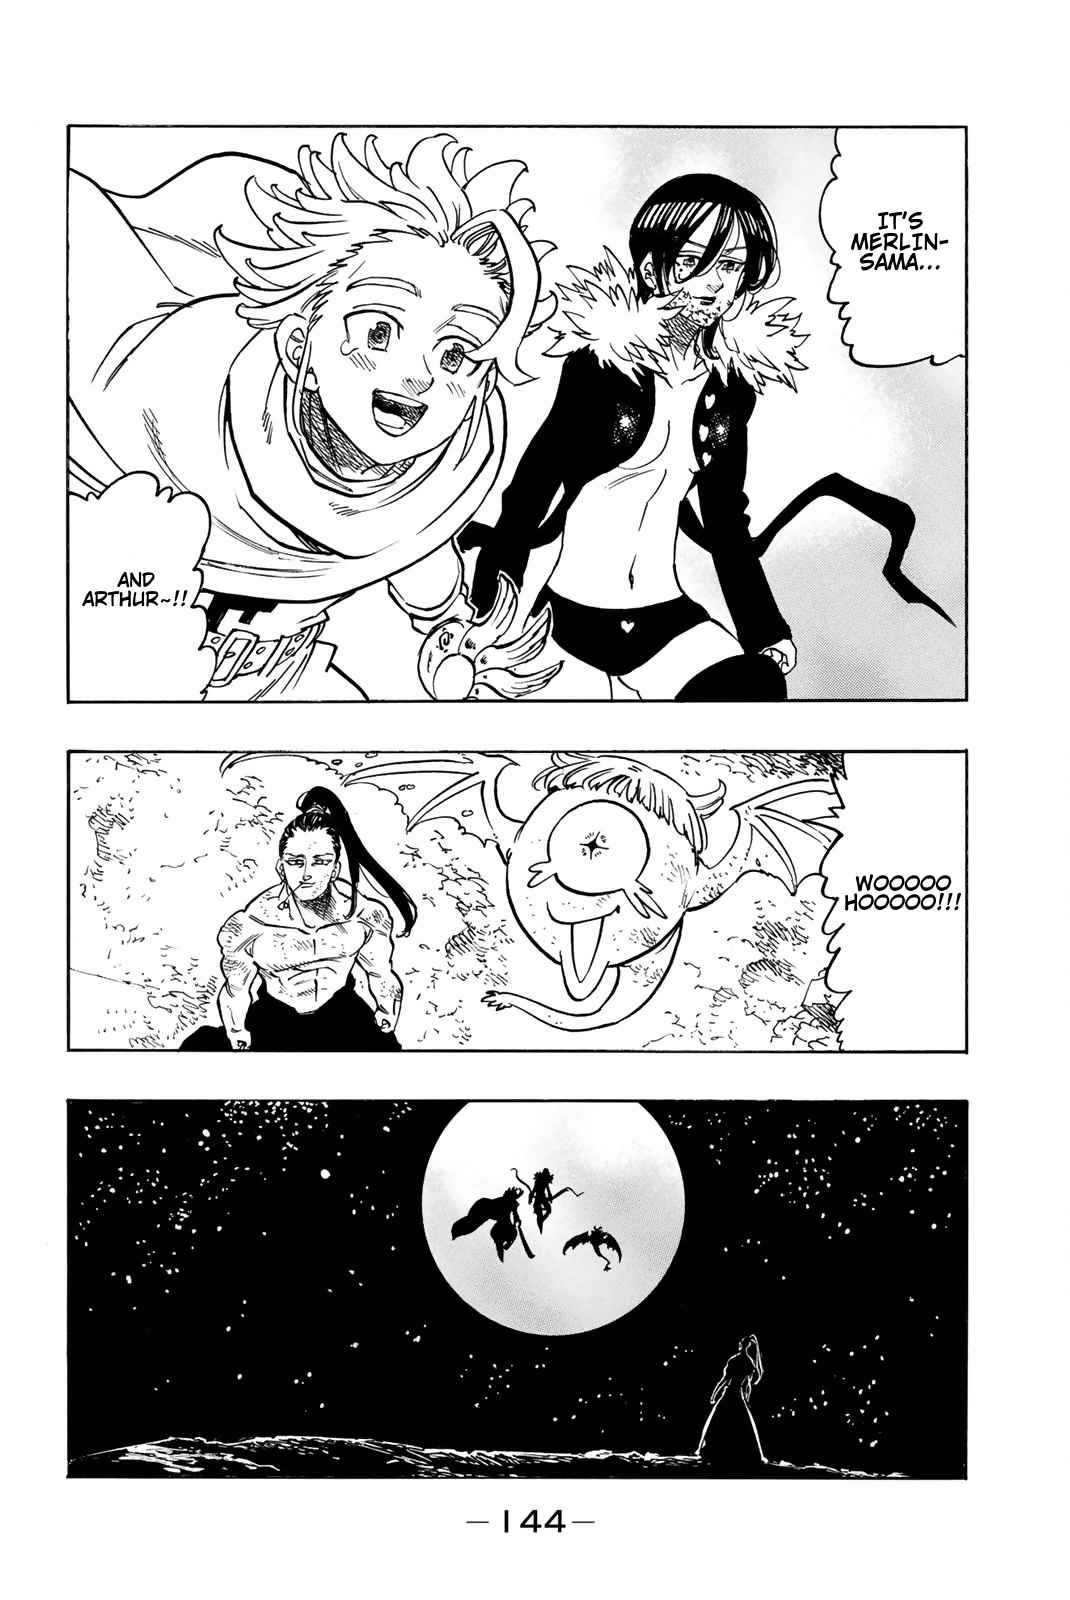 IT'S
MERLIN-
SAMA...
AND
ARTHUR~!!
WOOOOO
HOOOOO!!!
— 144 —